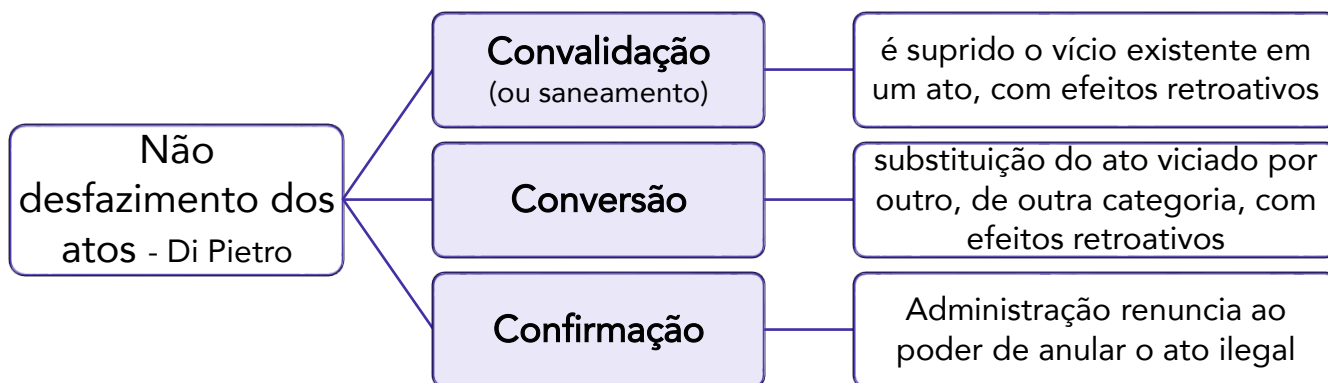 Não
desfazimento dos
atos - Di Pietro
Convalidação
(ou saneamento)
é suprido o vício existente em
um ato, com efeitos retroativos
Conversão
substituição do ato viciado por
outro, de outra categoria, com
efeitos retroativos
Confirmação
Administração renuncia ao
poder de anular o ato ilegal